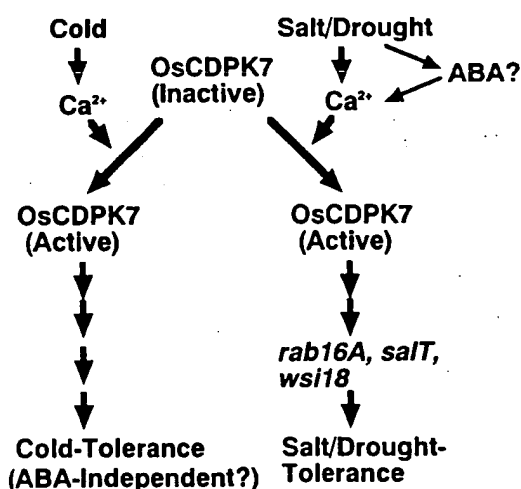 Cold
Salt/Drought
OsCDPK7
(Inactive)
ABA?
Ca²⁺
Ca²⁺
OsCDPK7
(Active)
OsCDPK7
(Active)
rab16A, salT,
wsi18
Cold-Tolerance
(ABA-Independent?)
Salt/Drought-
Tolerance